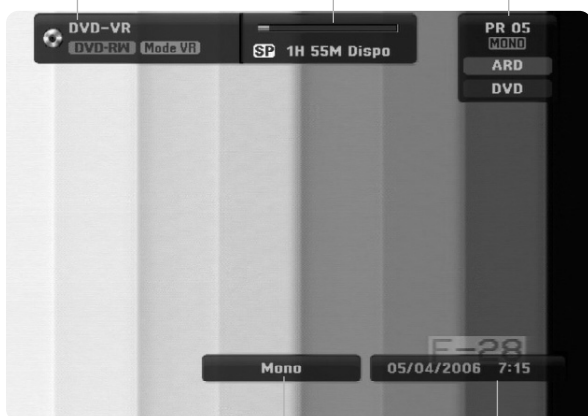 DVD-VR
DVD-RW Mode VR
SP 1H 55M Dispo
PR 05
MONO
ARD
DVD
E-28
Mono
05/04/2006 7:15